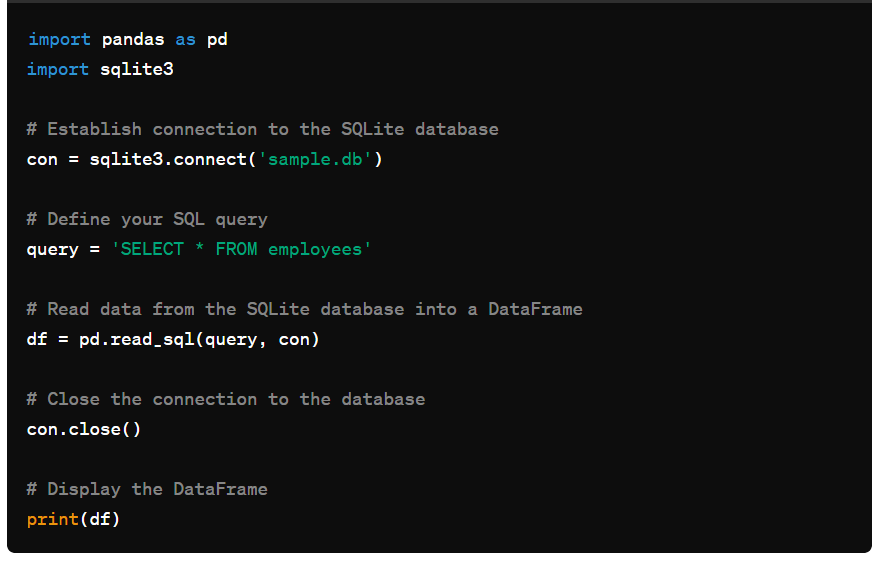 import pandas as pd
import sqlite3
# Establish connection to the SQLite database
con = sqlite3.connect('sample.db')
# Define your SQL query
query = 'SELECT * FROM employees'
# Read data from the SQLite database into a DataFrame
df = pd.read_sql(query, con)
# Close the connection to the database
con.close()
# Display the DataFrame
print(df)